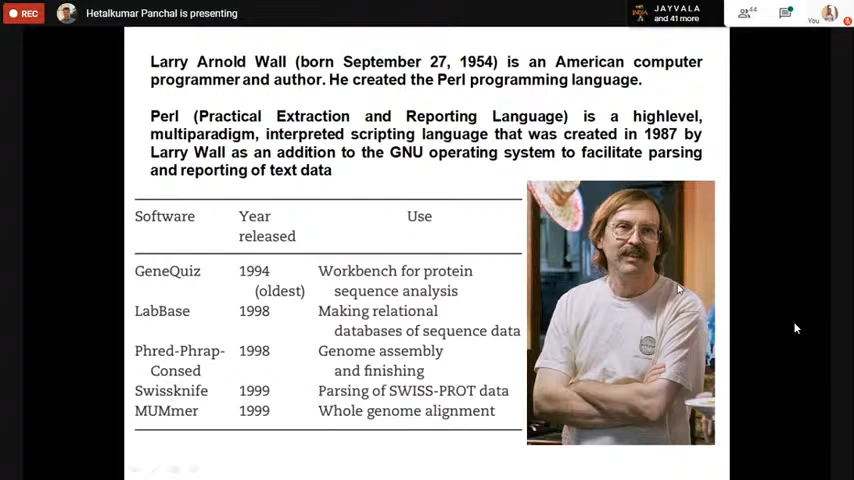 REC
Hetalkumar Panchal is presenting
JAYVALA
and 41 more
44
You
Larry Arnold Wall (born September 27, 1954) is an American computer
programmer and author. He created the Perl programming language.
Perl (Practical Extraction and Reporting Language) is a highlevel,
multiparadigm, interpreted scripting language that was created in 1987 by
Larry Wall as an addition to the GNU operating system to facilitate parsing
and reporting of text data
Software Year Use
released
GeneQuiz 1994 Workbench for protein
(oldest) sequence analysis
LabBase 1998 Making relational
databases of sequence data
Phred-Phrap- 1998 Genome assembly
Consed and finishing
Swissknife 1999 Parsing of SWISS-PROT data
MUMmer 1999 Whole genome alignment